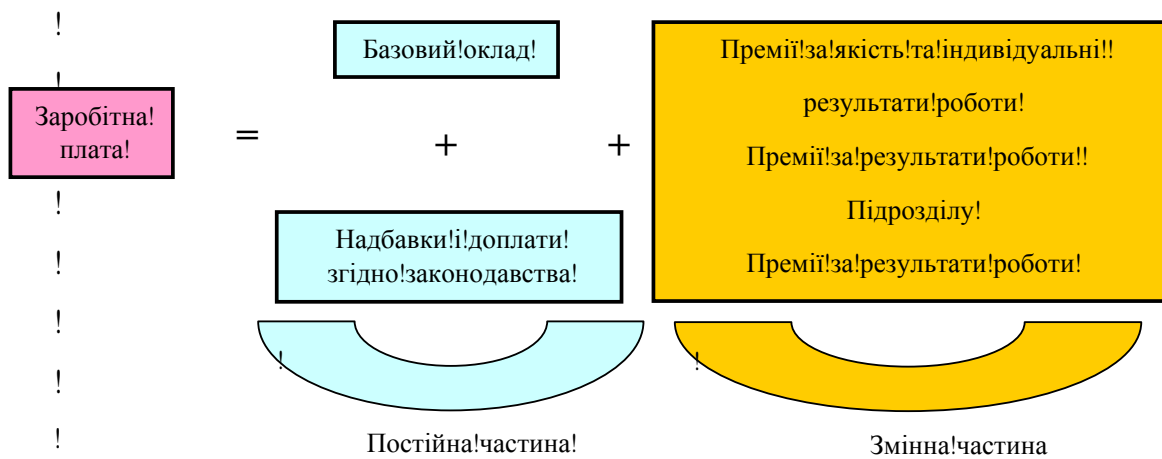 !
!
Заробітна!
плата!
=
Базовий!оклад!
+
Надбавки!і!доплати!
згідно!законодавства!
+
Премії!за!якість!та!індивідуальні!!
результати!роботи!
Премії!за!результати!роботи!!
Підрозділу!
Премії!за!результати!роботи!
!
!
!
!
!
!
!
Постійна!частина!
Змінна!частина